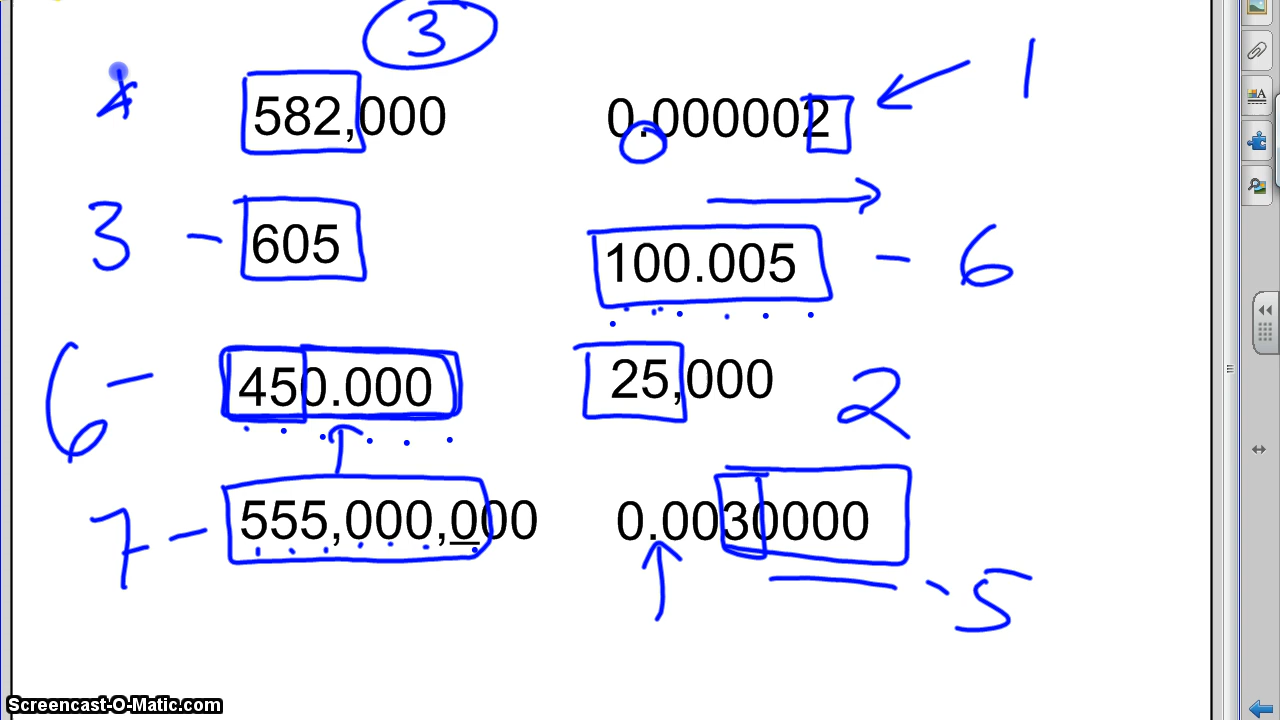 3
582,000 0.000002 1
3 - 605 100.005 - 6
6 - 450.000 25,000 2
7 - 555,000,000 0.0030000 - 5
Screencast-O-Matic.com